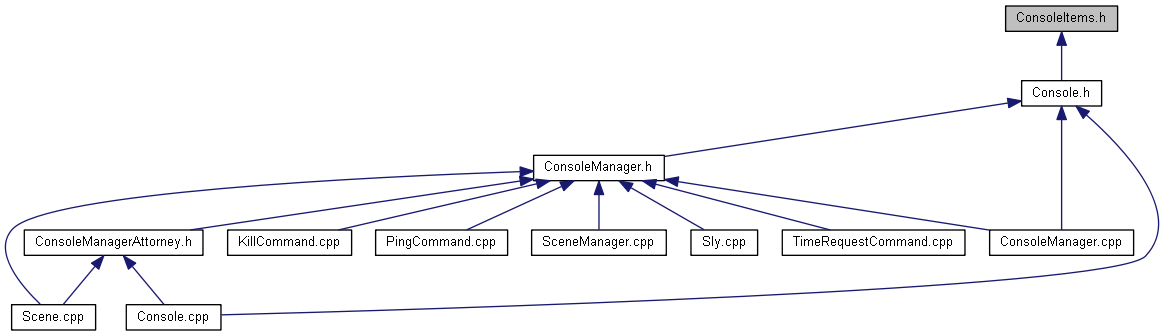 ConsoleItems.h
Console.h
ConsoleManager.h
ConsoleManagerAttorney.h
KillCommand.cpp
PingCommand.cpp
SceneManager.cpp
Sly.cpp
TimeRequestCommand.cpp
ConsoleManager.cpp
Scene.cpp
Console.cpp